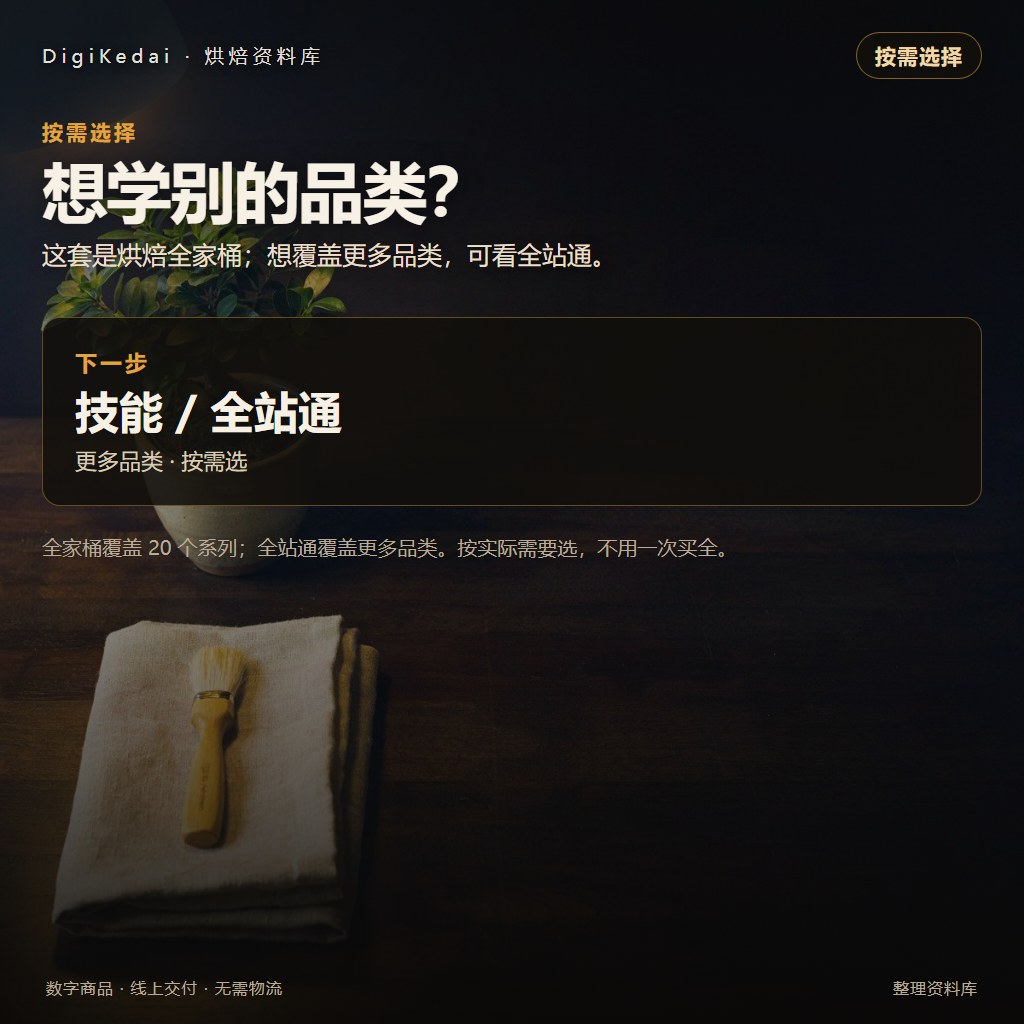 DigiKedai · 烘焙资料库
按需选择
按需选择
想学别的品类?
这套是烘焙全家桶；想覆盖更多品类，可看全站通。
下一步
技能 / 全站通
更多品类 · 按需选
全家桶覆盖 20 个系列；全站通覆盖更多品类。按实际需要选，不用一次买全。
数字商品 · 线上交付 · 无需物流
整理资料库